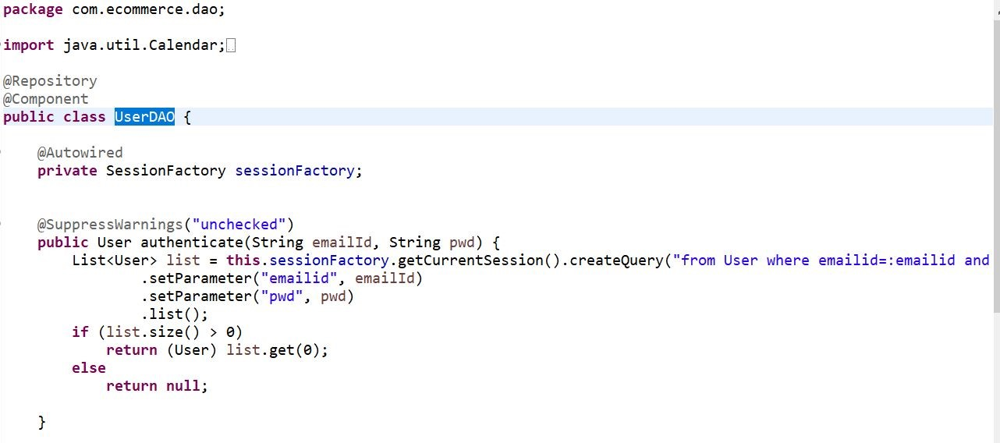 package com.ecommerce.dao;
import java.util.Calendar;
@Repository
@Component
public class UserDAO {
@Autowired
private SessionFactory sessionFactory;
@SuppressWarnings("unchecked")
public User authenticate(String emailId, String pwd) {
List<User> list = this.sessionFactory.getCurrentSession().createQuery("from User where emailid=:emailid and
.setParameter("emailid", emailId)
.setParameter("pwd", pwd)
.list();
if (list.size() > 0)
return (User) list.get(0);
else
return null;
}